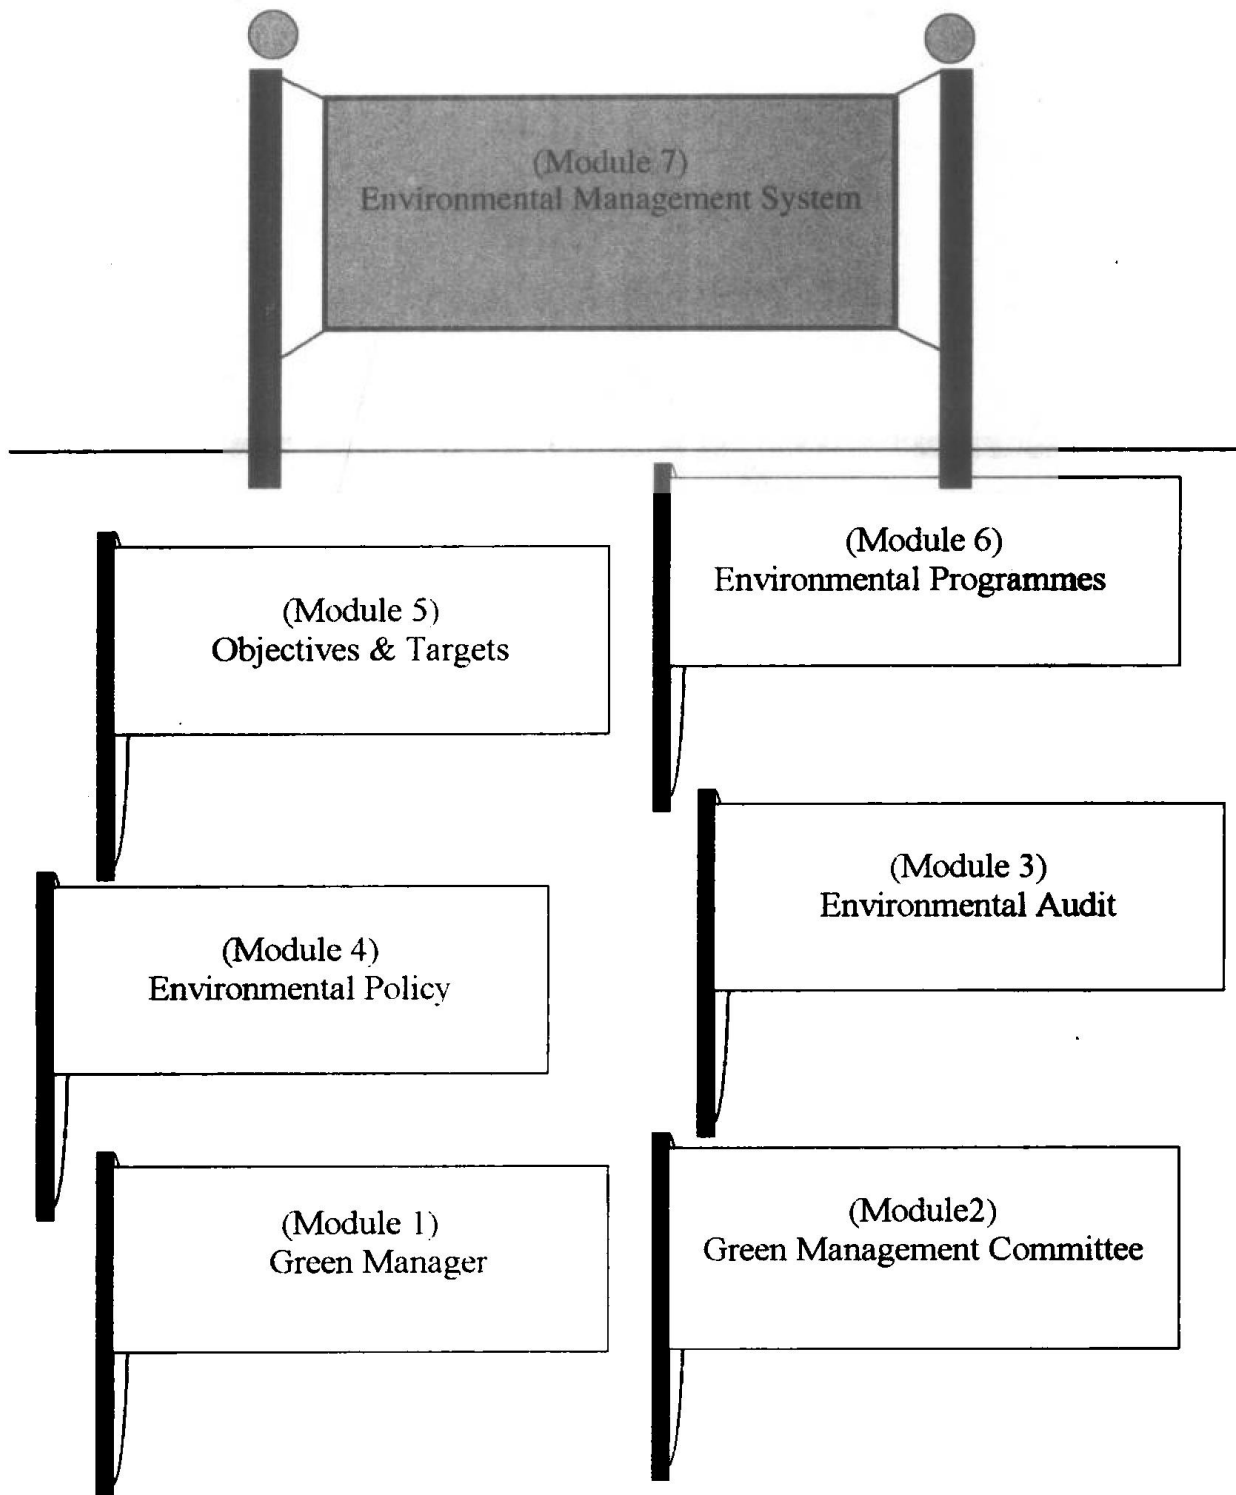 (Module 7)
Environmental Management System
(Module 6)
Environmental Programmes
(Module 5)
Objectives & Targets
(Module 3)
Environmental Audit
(Module 4)
Environmental Policy
(Module2)
Green Management Committee
(Module 1)
Green Manager